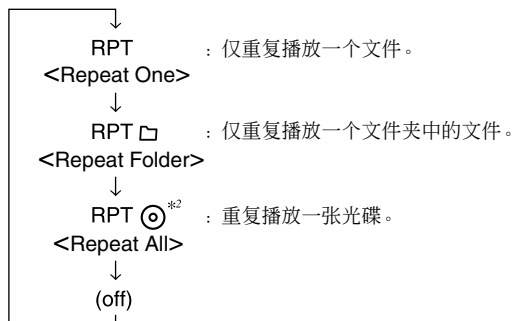 RPT ：仅重复播放一个文件。
<Repeat One>
RPT ：仅重复播放一个文件夹中的文件。
<Repeat Folder>
RPT *2 ：重复播放一张光碟。
<Repeat All>
(off)